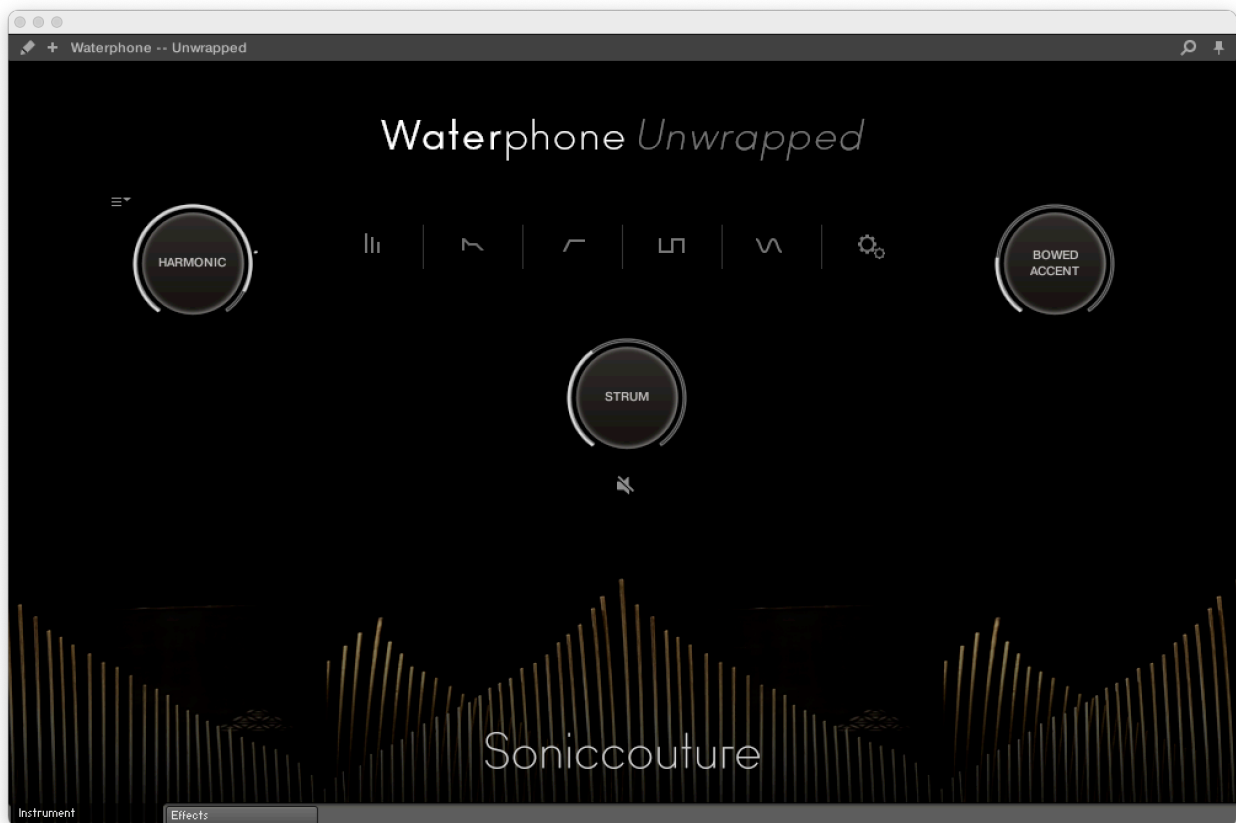 Waterphone -- Unwrapped
Waterphone Unwrapped
HARMONIC
BOWED
ACCENT
STRUM
Soniccouture
Instrument
Effects